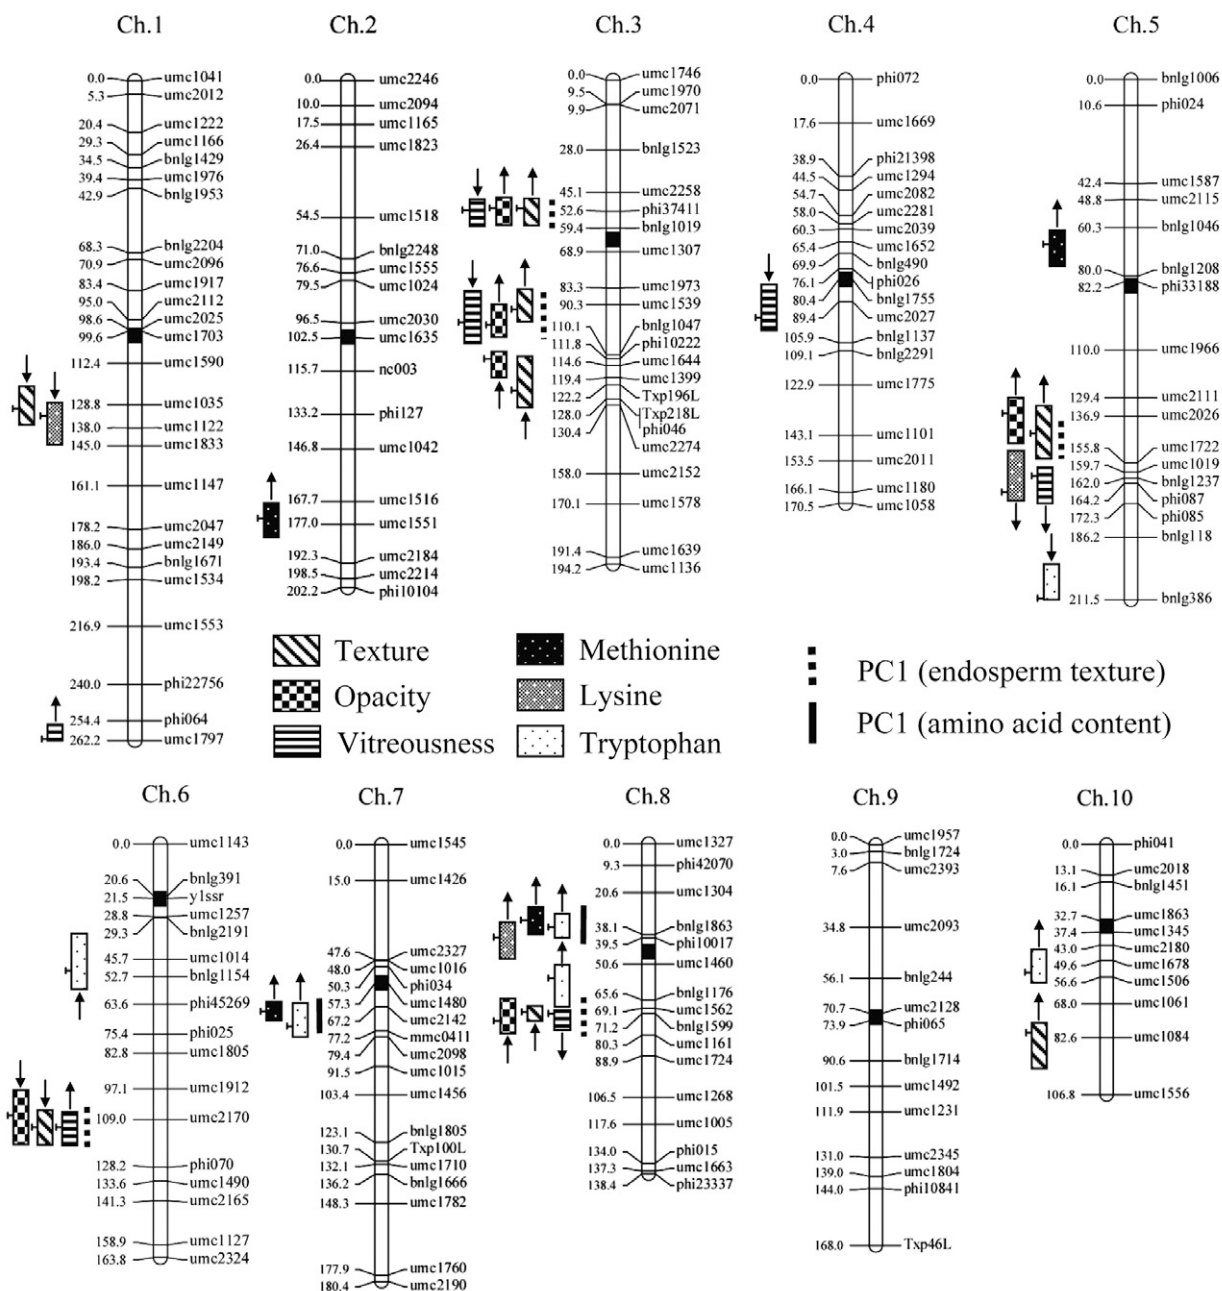 Ch.1
0.0 umc1041
5.3 umc2012
20.4 umc1222
29.3 umc1166
34.5 bnlg1429
39.4 umc1976
42.9 bnlg1953
68.3 bnlg2204
70.9 umc2096
83.4 umc1917
95.0 umc2112
98.6 umc2025
99.6 umc1703
112.4 umc1590
128.8 umc1035
138.0 umc1122
145.0 umc1833
161.1 umc1147
178.2 umc2047
186.0 umc2149
193.4 bnlg1671
198.2 umc1534
216.9 umc1553
240.0 phi22756
254.4 phi064
262.2 umc1797
Ch.2
0.0 umc2246
10.0 umc2094
17.5 umc1165
26.4 umc1823
54.5 umc1518
71.0 bnlg2248
76.6 umc1555
79.5 umc1024
96.5 umc2030
102.5 umc1635
115.7 nc003
133.2 phi127
146.8 umc1042
167.7 umc1516
177.0 umc1551
192.3 umc2184
198.5 umc2214
202.2 phi10104
Ch.3
0.0 umc1746
9.5 umc1970
9.9 umc2071
28.0 bnlg1523
45.1 umc2258
52.6 phi37411
59.4 bnlg1019
68.9 umc1307
83.3 umc1973
90.3 umc1539
110.1 bnlg1047
111.8 phi10222
114.6 umc1644
119.4 umc1399
122.2 Txp196L
128.0 Txp218L
130.4 phi046
umc2274
158.0 umc2152
170.1 umc1578
191.4 umc1639
194.2 umc1136
Ch.4
0.0 phi072
17.6 umc1669
38.9 phi21398
44.5 umc1294
54.7 umc2082
58.0 umc2281
60.3 umc2039
65.4 umc1652
69.9 bnlg490
76.1 phi026
80.4 bnlg1755
89.4 umc2027
105.9 bnlg1137
109.1 bnlg2291
122.9 umc1775
143.1 umc1101
153.5 umc2011
166.1 umc1180
170.5 umc1058
Ch.5
0.0 bnlg1006
10.6 phi024
42.4 umc1587
48.8 umc2115
60.3 bnlg1046
80.0 bnlg1208
82.2 phi33188
110.0 umc1966
129.4 umc2111
136.9 umc2026
155.8 umc1722
159.7 umc1019
162.0 bnlg1237
164.2 phi087
172.3 phi085
186.2 bnlg118
211.5 bnlg386
Texture
Opacity
Vitreousness
Methionine
Lysine
Tryptophan
PC1 (endosperm texture)
PC1 (amino acid content)
Ch.6
0.0 umc1143
20.6 bnlg391
21.5 y1ssr
28.8 umc1257
29.3 bnlg2191
45.7 umc1014
52.7 bnlg1154
63.6 phi45269
75.4 phi025
82.8 umc1805
97.1 umc1912
109.0 umc2170
128.2 phi070
133.6 umc1490
141.3 umc2165
158.9 umc1127
163.8 umc2324
Ch.7
0.0 umc1545
15.0 umc1426
47.6 umc2327
48.0 umc1016
50.3 phi034
57.3 umc1480
67.2 umc2142
77.2 mmc0411
79.4 umc2098
91.5 umc1015
103.4 umc1456
123.1 bnlg1805
130.7 Txp100L
132.1 umc1710
136.2 bnlg1666
148.3 umc1782
177.9 umc1760
180.4 umc2190
Ch.8
0.0 umc1327
9.3 phi42070
20.6 umc1304
38.1 bnlg1863
39.5 phi10017
50.6 umc1460
65.6 bnlg1176
69.1 umc1562
71.2 bnlg1599
80.3 umc1161
88.9 umc1724
106.5 umc1268
117.6 umc1005
134.0 phi015
137.3 umc1663
138.4 phi23337
Ch.9
0.0 umc1957
3.0 bnlg1724
7.6 umc2393
34.8 umc2093
56.1 bnlg244
70.7 umc2128
73.9 phi065
90.6 bnlg1714
101.5 umc1492
111.9 umc1231
131.0 umc2345
139.0 umc1804
144.0 phi10841
168.0 Txp46L
Ch.10
0.0 phi041
13.1 umc2018
16.1 bnlg1451
32.7 umc1863
37.4 umc1345
43.0 umc2180
49.6 umc1678
56.6 umc1506
68.0 umc1061
82.6 umc1084
106.8 umc1556